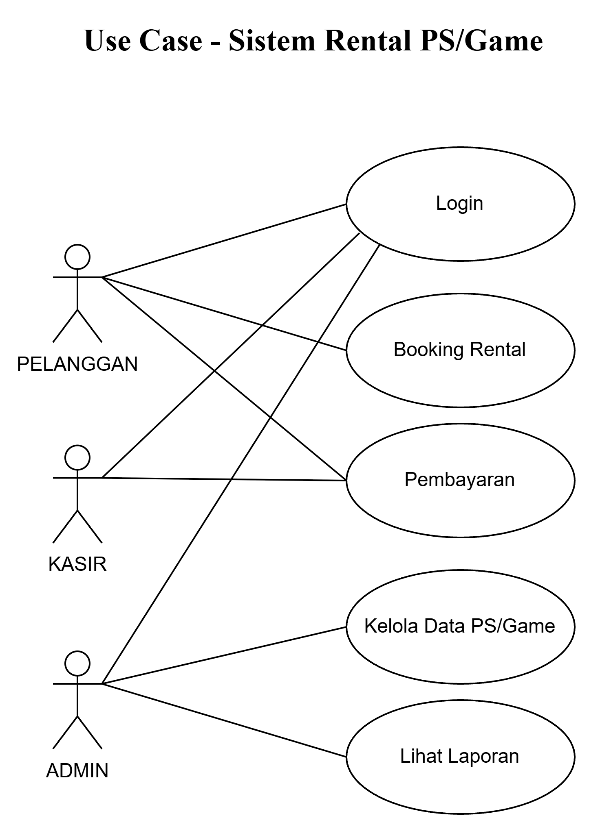 Use Case - Sistem Rental PS/Game
Login
PELANGGAN
Booking Rental
KASIR
Pembayaran
Kelola Data PS/Game
ADMIN
Lihat Laporan